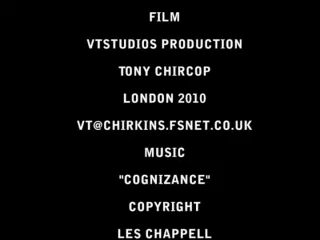 FILM
VTSTUDIOS PRODUCTION
TONY CHIRCOP
LONDON 2010
VT@CHIRKINS.FSNET.CO.UK
MUSIC
"COGNIZANCE"
COPYRIGHT
LES CHAPPELL